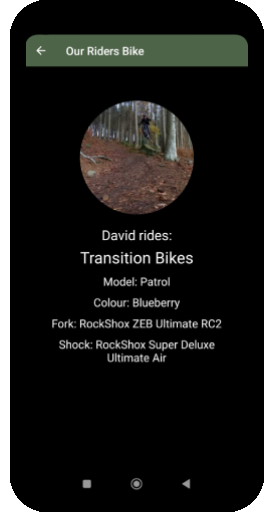 Our Riders Bike
David rides:
Transition Bikes
Model: Patrol
Colour: Blueberry
Fork: RockShox ZEB Ultimate RC2
Shock: RockShox Super Deluxe
Ultimate Air